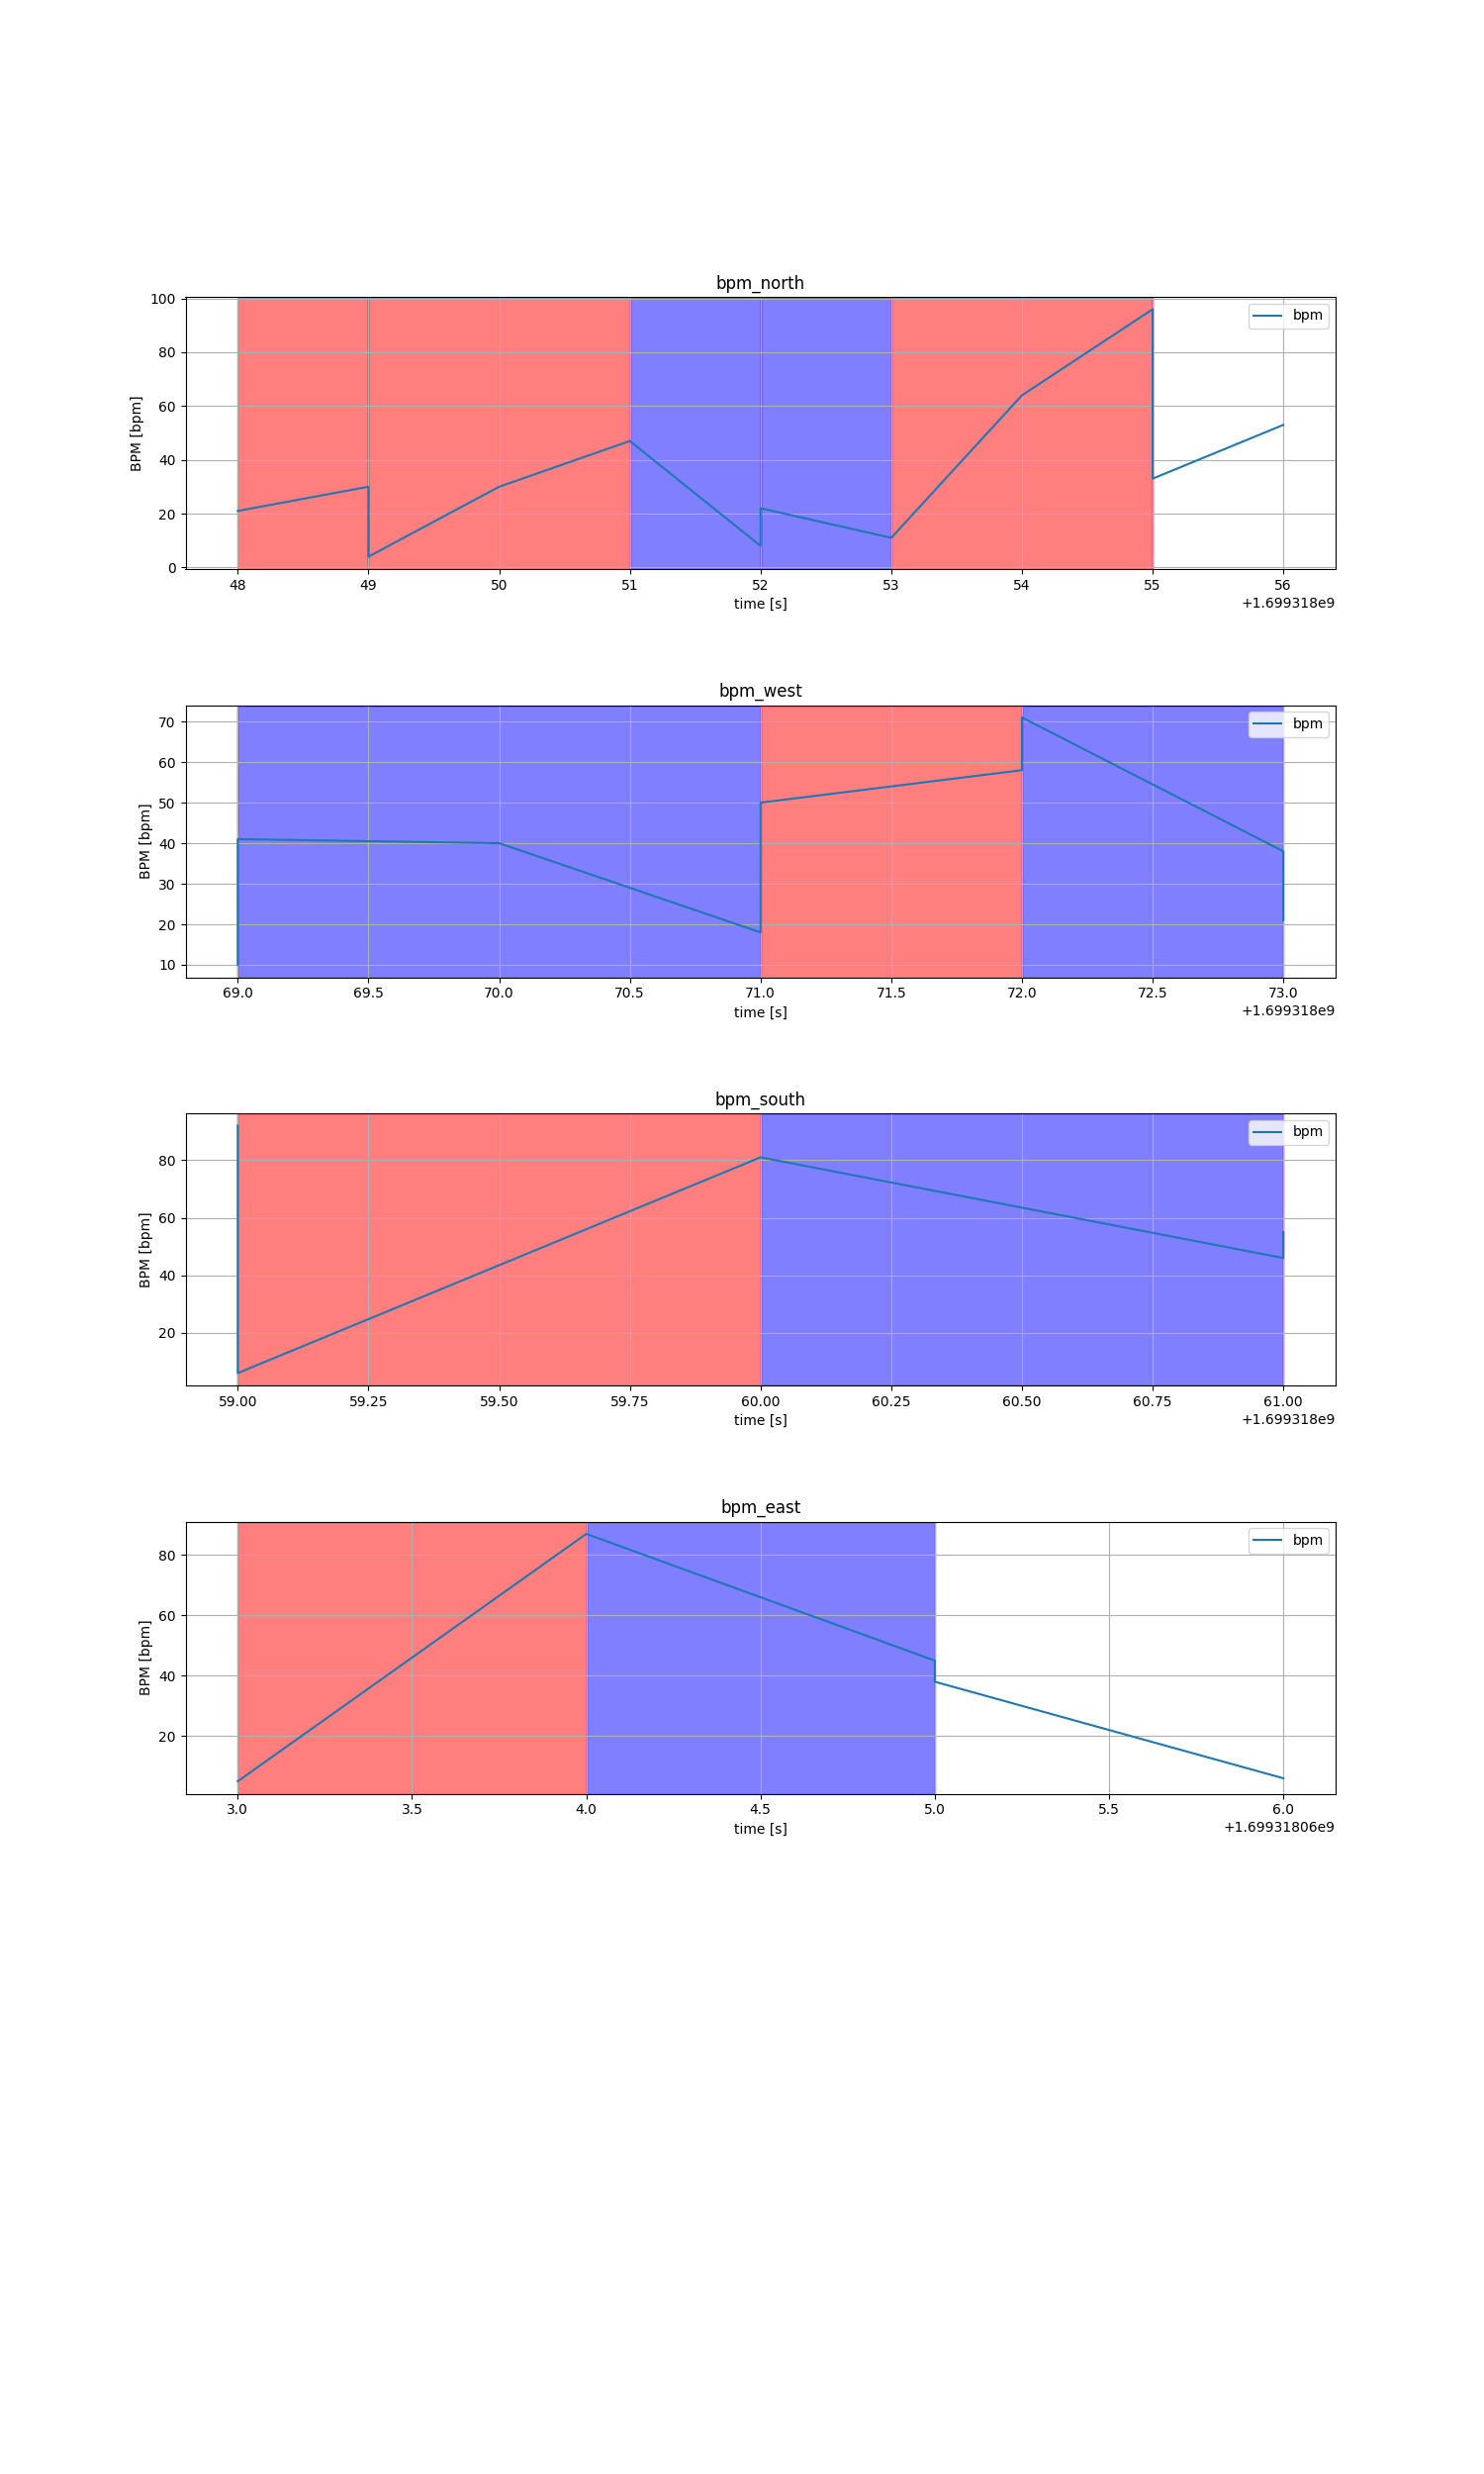 bpm_north
100
80
60
40
20
0
BPM [bpm]
bpm
48 49 50 51 52 53 54 55 56
time [s]
+1.699318e9
bpm_west
70
60
50
40
30
20
10
BPM [bpm]
bpm
69.0 69.5 70.0 70.5 71.0 71.5 72.0 72.5 73.0
time [s]
+1.699318e9
bpm_south
80
60
40
20
BPM [bpm]
bpm
59.00 59.25 59.50 59.75 60.00 60.25 60.50 60.75 61.00
time [s]
+1.699318e9
bpm_east
80
60
40
20
BPM [bpm]
bpm
3.0 3.5 4.0 4.5 5.0 5.5 6.0
time [s]
+1.69931806e9